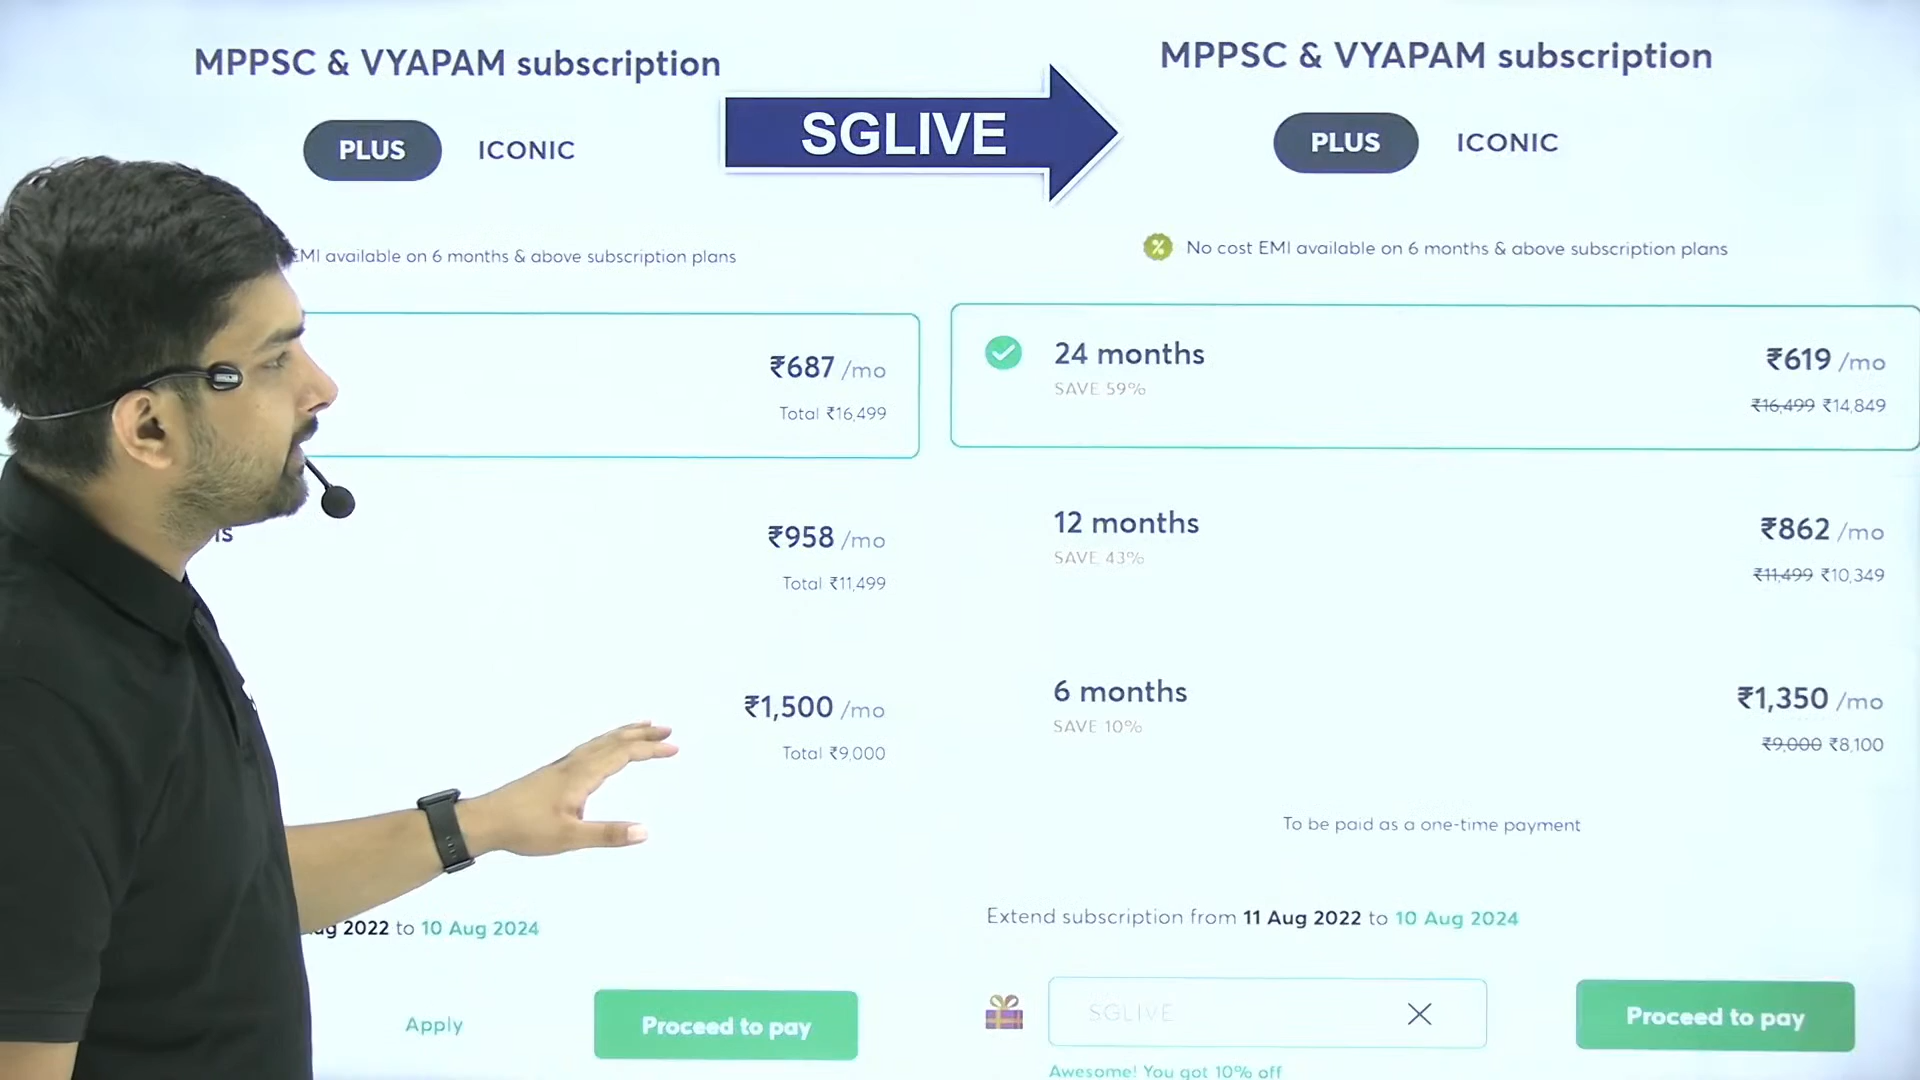 MPPSC & VYAPAM subscription
PLUS
ICONIC
EMI available on 6 months & above subscription plans
₹687 /mo
Total ₹16,499
₹958 /mo
Total ₹11,499
₹1,500 /mo
Total ₹9,000
2022 to 10 Aug 2024
Apply
Proceed to pay
SGLIVE
MPPSC & VYAPAM subscription
PLUS
ICONIC
No cost EMI available on 6 months & above subscription plans
24 months
SAVE 59%
₹619 /mo
₹16,499 ₹14,849
12 months
SAVE 43%
₹862 /mo
₹11,499 ₹10,349
6 months
SAVE 10%
₹1,350 /mo
₹9,000 ₹8,100
To be paid as a one-time payment
Extend subscription from 11 Aug 2022 to 10 Aug 2024
SGLIVE
Proceed to pay
Awesome! You got 10% off